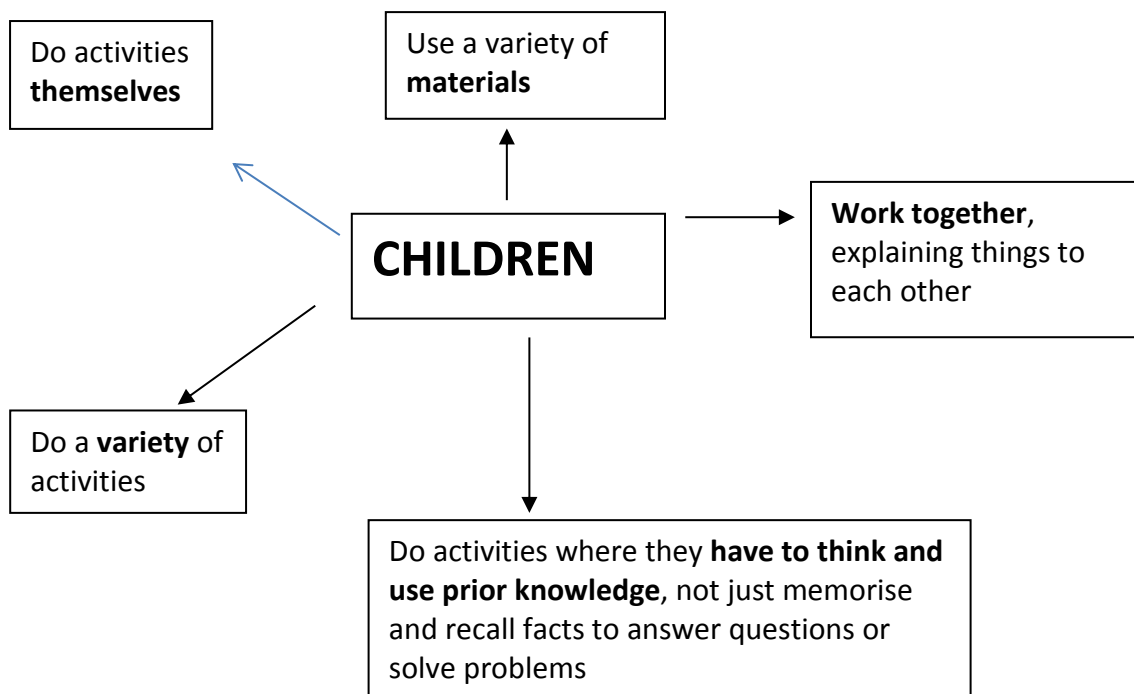 Do activities
themselves
Use a variety of
materials
Work together,
explaining things to
each other
CHILDREN
Do a variety of
activities
Do activities where they have to think and
use prior knowledge, not just memorise
and recall facts to answer questions or
solve problems